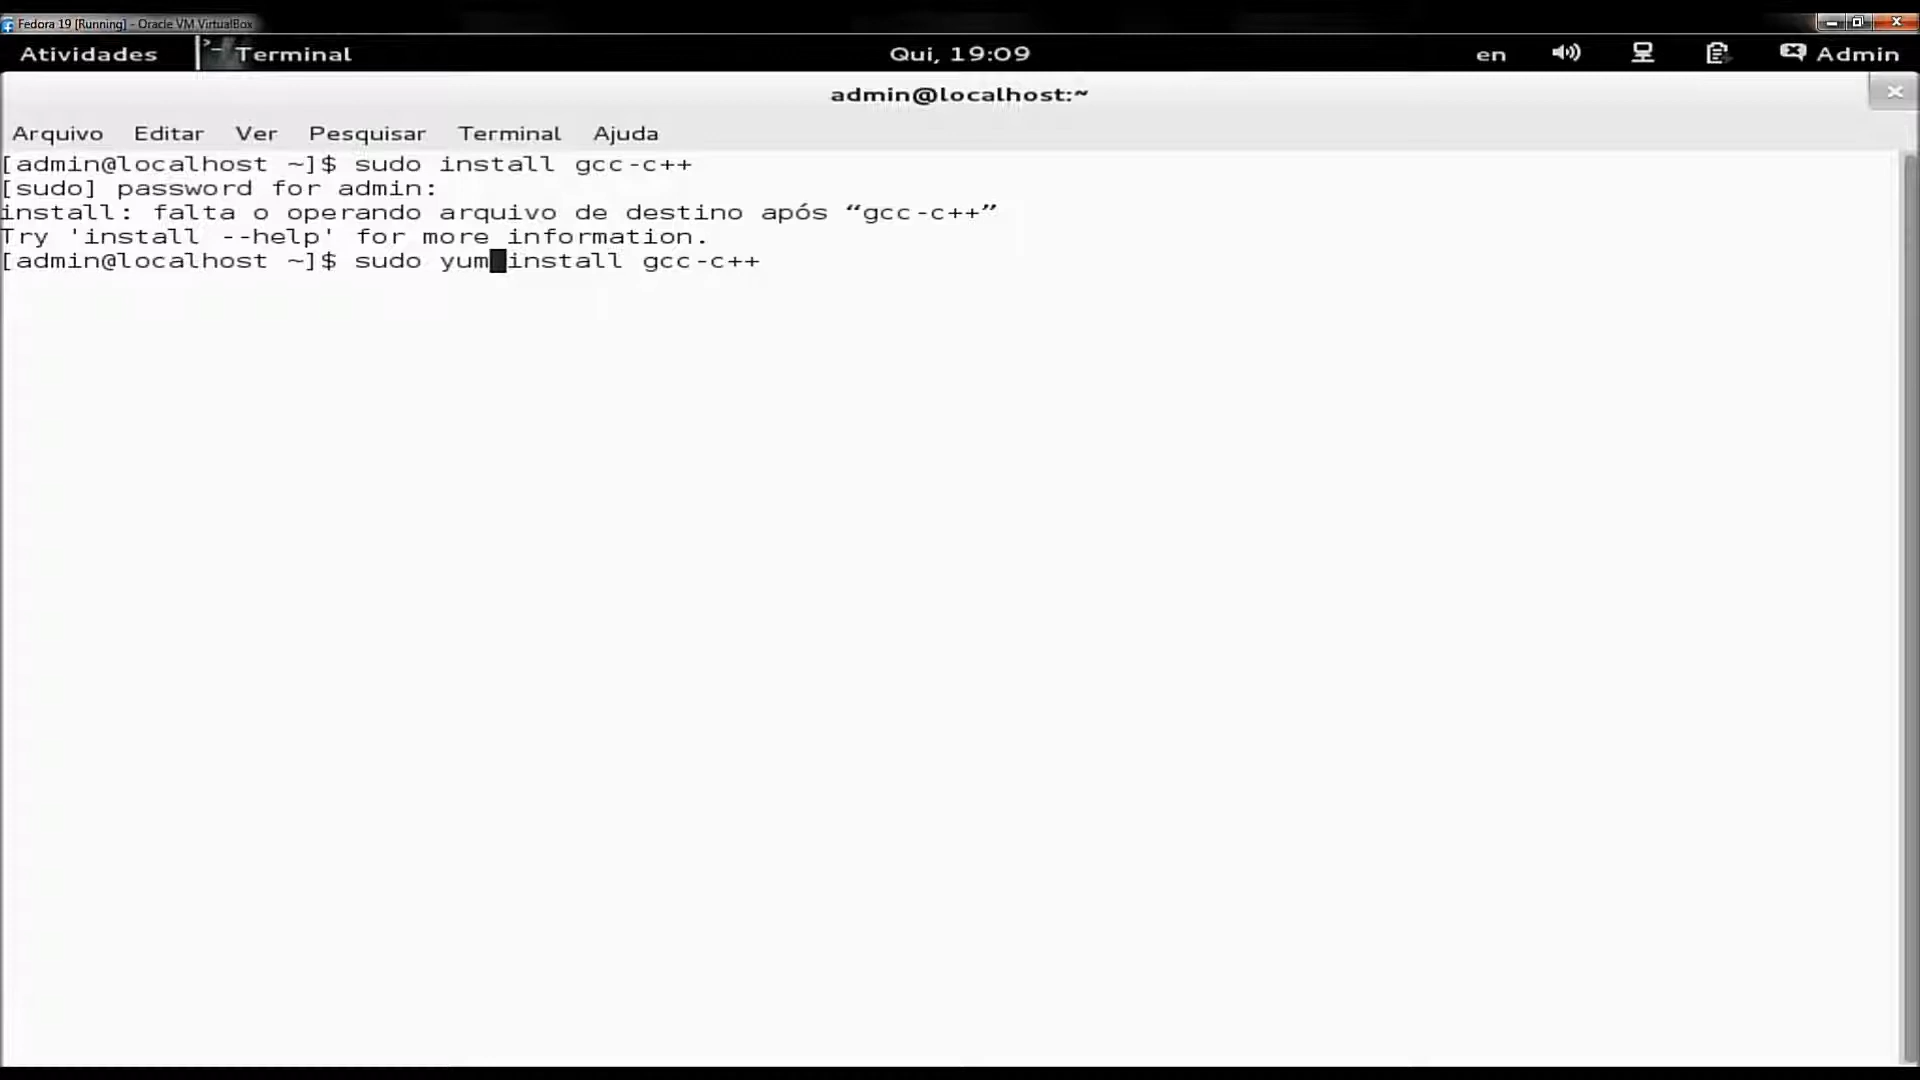 Fedora 19 [Running] - Oracle VM VirtualBox
Atividades Terminal Qui, 19:09 en Admin
admin@localhost:~
Arquivo Editar Ver Pesquisar Terminal Ajuda
[admin@localhost ~]$ sudo install gcc-c++
[sudo] password for admin:
install: falta o operando arquivo de destino após “gcc-c++”
Try 'install --help' for more information.
[admin@localhost ~]$ sudo yum install gcc-c++